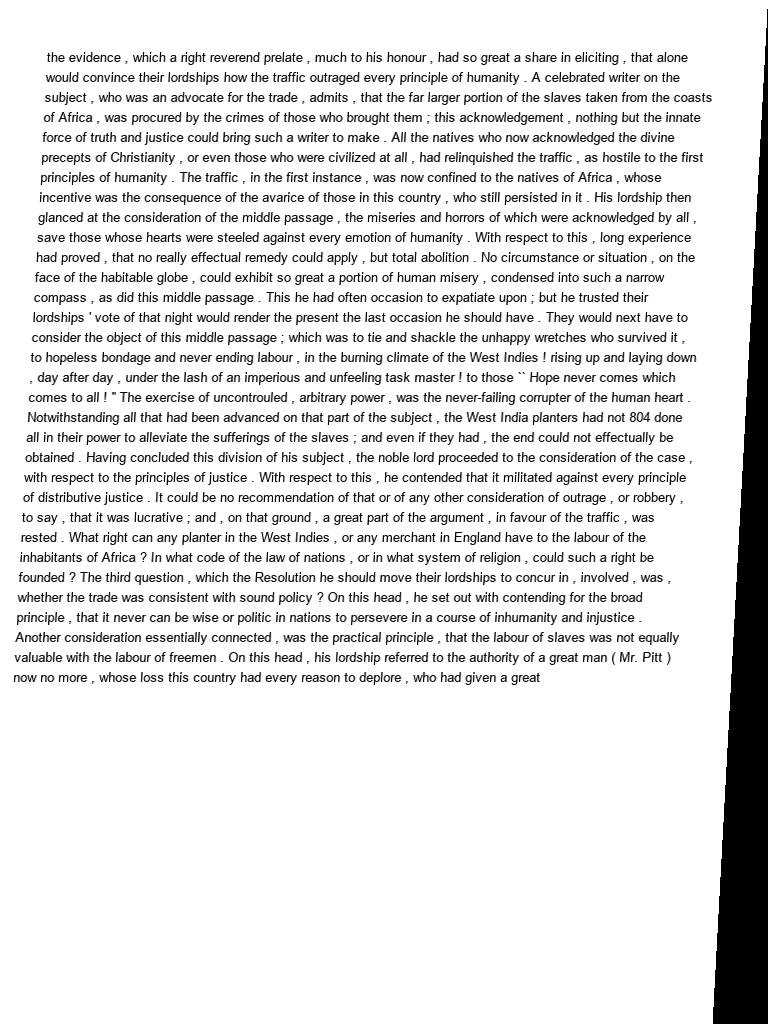 the evidence , which a right reverend prelate , much to his honour , had so great a share in eliciting , that alone
would convince their lordships how the traffic outraged every principle of humanity . A celebrated writer on the
subject , who was an advocate for the trade , admits , that the far larger portion of the slaves taken from the coasts
of Africa , was procured by the crimes of those who brought them ; this acknowledgement , nothing but the innate
force of truth and justice could bring such a writer to make . All the natives who now acknowledged the divine
precepts of Christianity , or even those who were civilized at all , had relinquished the traffic , as hostile to the first
principles of humanity . The traffic , in the first instance , was now confined to the natives of Africa , whose
incentive was the consequence of the avarice of those in this country , who still persisted in it . His lordship then
glanced at the consideration of the middle passage , the miseries and horrors of which were acknowledged by all ,
save those whose hearts were steeled against every emotion of humanity . With respect to this , long experience
had proved , that no really effectual remedy could apply , but total abolition . No circumstance or situation , on the
face of the habitable globe , could exhibit so great a portion of human misery , condensed into such a narrow
compass , as did this middle passage . This he had often occasion to expatiate upon ; but he trusted their
lordships ' vote of that night would render the present the last occasion he should have . They would next have to
consider the object of this middle passage ; which was to tie and shackle the unhappy wretches who survived it ,
to hopeless bondage and never ending labour , in the burning climate of the West Indies ! rising up and laying down
, day after day , under the lash of an imperious and unfeeling task master ! to those `` Hope never comes which
comes to all ! " The exercise of uncontrouled , arbitrary power , was the never-failing corrupter of the human heart .
Notwithstanding all that had been advanced on that part of the subject , the West India planters had not 804 done
all in their power to alleviate the sufferings of the slaves ; and even if they had , the end could not effectually be
obtained . Having concluded this division of his subject , the noble lord proceeded to the consideration of the case ,
with respect to the principles of justice . With respect to this , he contended that it militated against every principle
of distributive justice . It could be no recommendation of that or of any other consideration of outrage , or robbery ,
to say , that it was lucrative ; and , on that ground , a great part of the argument , in favour of the traffic , was
rested . What right can any planter in the West Indies , or any merchant in England have to the labour of the
inhabitants of Africa ? In what code of the law of nations , or in what system of religion , could such a right be
founded ? The third question , which the Resolution he should move their lordships to concur in , involved , was ,
whether the trade was consistent with sound policy ? On this head , he set out with contending for the broad
principle , that it never can be wise or politic in nations to persevere in a course of inhumanity and injustice .
Another consideration essentially connected , was the practical principle , that the labour of slaves was not equally
valuable with the labour of freemen . On this head , his lordship referred to the authority of a great man ( Mr. Pitt )
now no more , whose loss this country had every reason to deplore , who had given a great